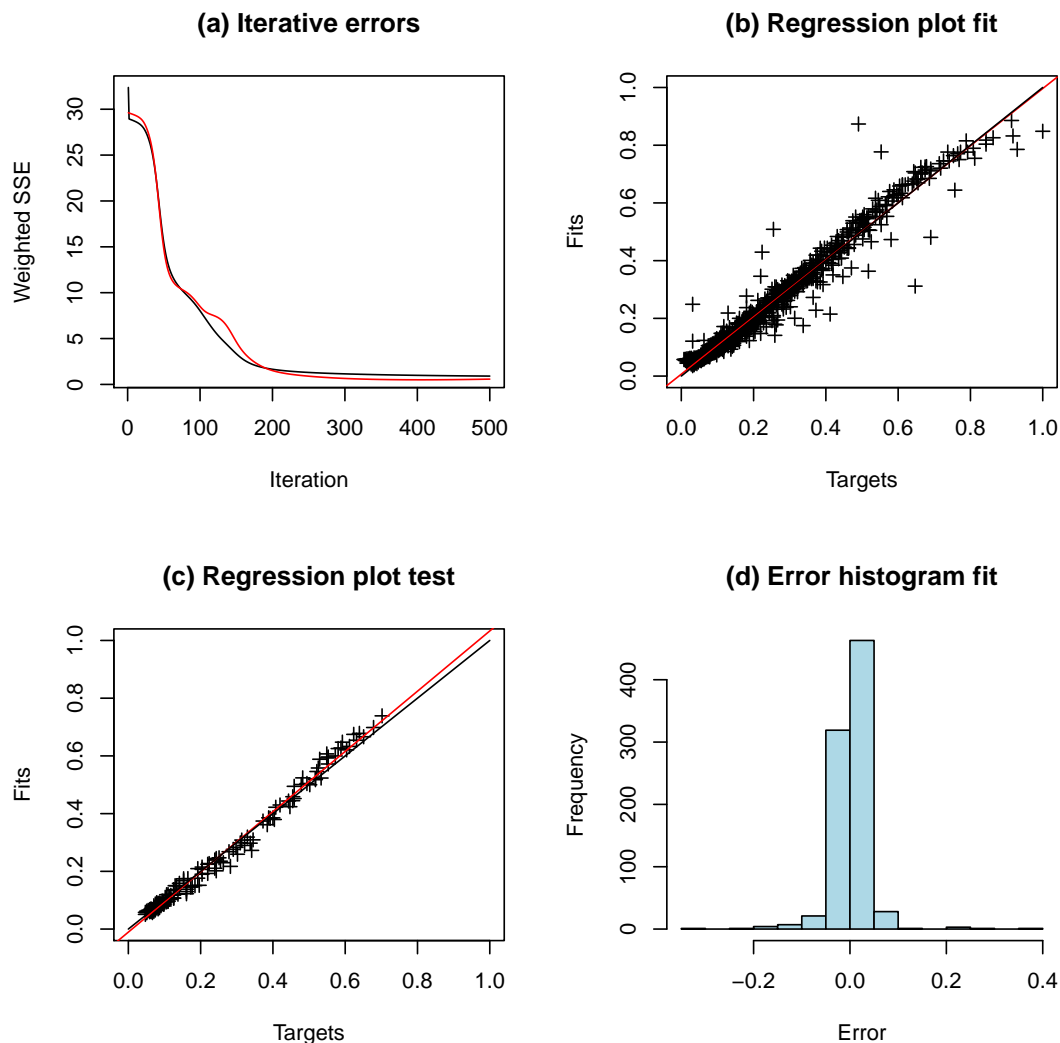 (a) Iterative errors
Weighted SSE
0 5 10 15 20 25 30
0 100 200 300 400 500
Iteration
(b) Regression plot fit
Fits
0.0 0.2 0.4 0.6 0.8 1.0
0.0 0.2 0.4 0.6 0.8 1.0
Targets
(c) Regression plot test
Fits
0.0 0.2 0.4 0.6 0.8 1.0
0.0 0.2 0.4 0.6 0.8 1.0
Targets
(d) Error histogram fit
Frequency
0 100 200 300 400
−0.2 0.0 0.2 0.4
Error